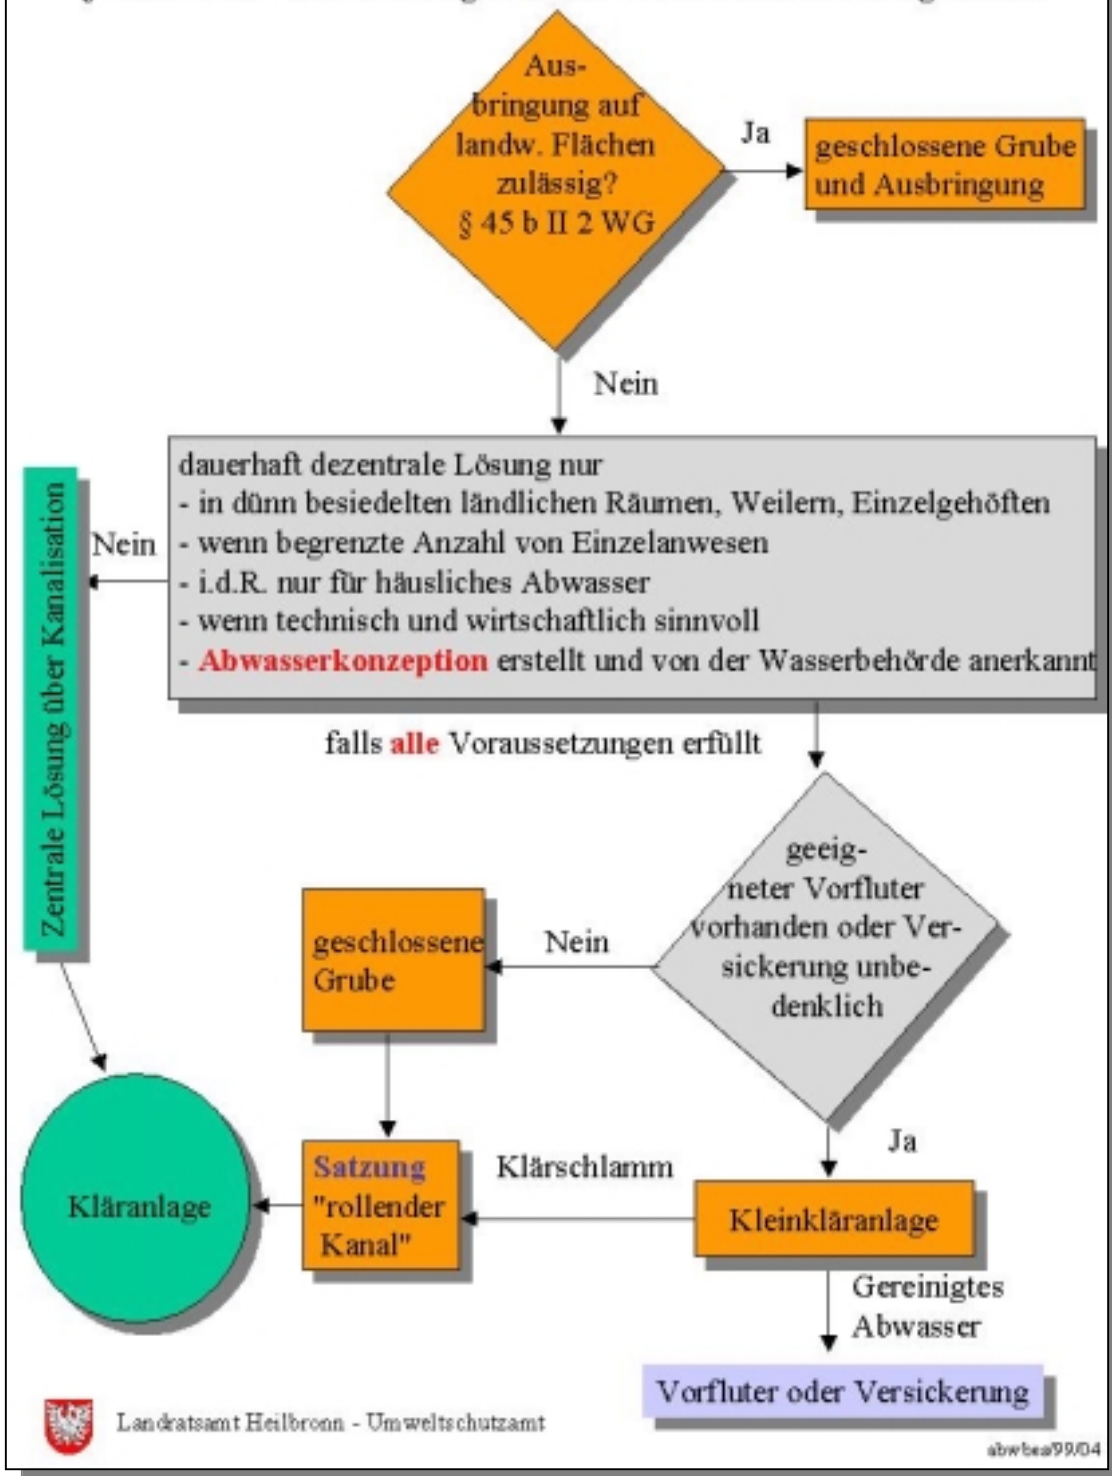 Aus-
bringung auf
landw. Flächen
zulässig?
§ 45 b II 2 WG
Ja
geschlossene Grube
und Ausbringung
Nein
dauerhaft dezentrale Lösung nur
- in dünn besiedelten ländlichen Räumen, Weilern, Einzelgehöften
- wenn begrenzte Anzahl von Einzelanwesen
- i.d.R. nur für häusliches Abwasser
- wenn technisch und wirtschaftlich sinnvoll
- Abwasserkonzeption erstellt und von der Wasserbehörde anerkannt
Nein
Zentrale Lösung über Kanalisation
falls alle Voraussetzungen erfüllt
geeig-
neter Vorfluter
vorhanden oder Ver-
sickerung unbe-
denklich
Nein
geschlossene
Grube
Ja
Klärschlamm
Satzung
"rollender
Kanal"
Kläranlage
Kleinkläranlage
Gereinigtes
Abwasser
Vorfluter oder Versickerung
Landratsamt Heilbronn - Umweltschutzamt